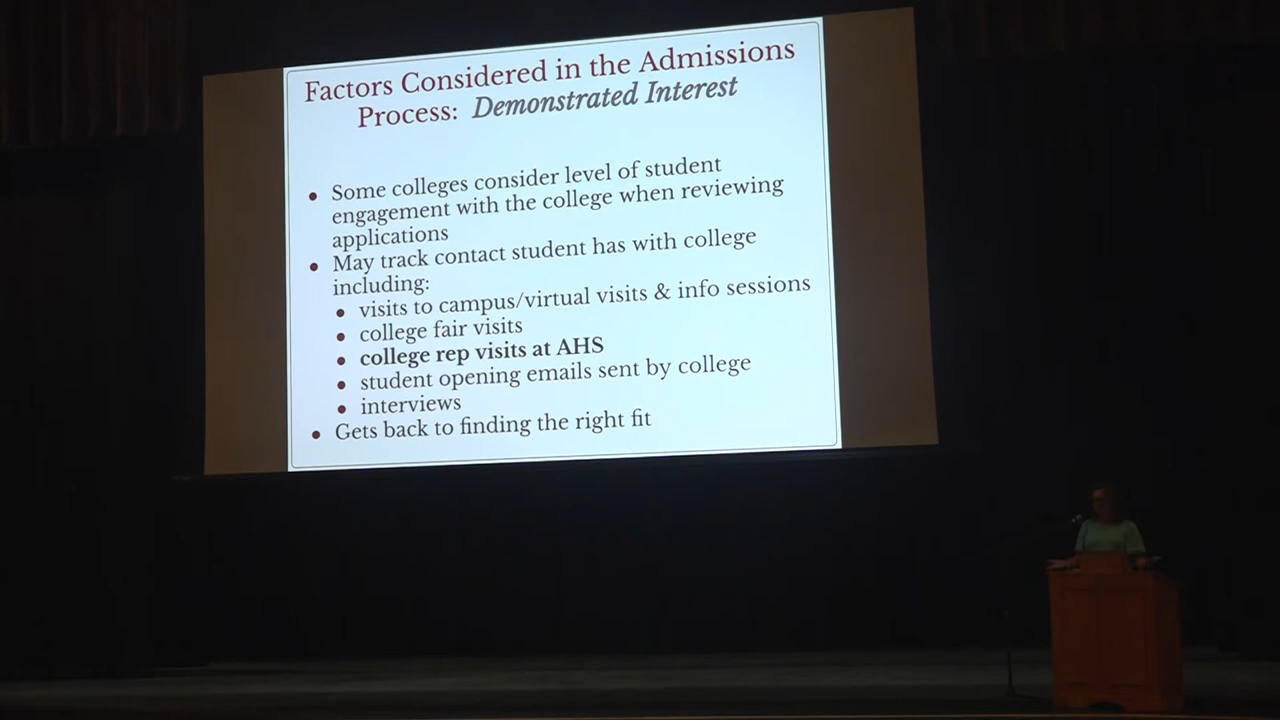 Factors Considered in the Admissions
Process: Demonstrated Interest
• Some colleges consider level of student
engagement with the college when reviewing
applications
• May track contact student has with college
including:
• visits to campus/virtual visits & info sessions
• college fair visits
• college rep visits at AHS
• student opening emails sent by college
• interviews
• Gets back to finding the right fit